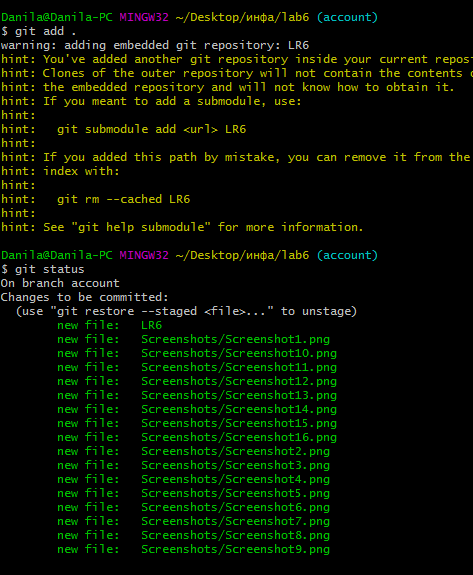 Danila@Danila-PC MINGW32 ~/Desktop/инфа/lab6 (account)
$ git add .
warning: adding embedded git repository: LR6
hint: You've added another git repository inside your current reposi
hint: Clones of the outer repository will not contain the contents o
hint: the embedded repository and will not know how to obtain it.
hint: If you meant to add a submodule, use:
hint:
hint:   git submodule add <url> LR6
hint:
hint: If you added this path by mistake, you can remove it from the
hint: index with:
hint:
hint:   git rm --cached LR6
hint:
hint: See "git help submodule" for more information.
Danila@Danila-PC MINGW32 ~/Desktop/инфа/lab6 (account)
$ git status
On branch account
Changes to be committed:
  (use "git restore --staged <file>..." to unstage)
        new file:   LR6
        new file:   Screenshots/Screenshot1.png
        new file:   Screenshots/Screenshot10.png
        new file:   Screenshots/Screenshot11.png
        new file:   Screenshots/Screenshot12.png
        new file:   Screenshots/Screenshot13.png
        new file:   Screenshots/Screenshot14.png
        new file:   Screenshots/Screenshot15.png
        new file:   Screenshots/Screenshot16.png
        new file:   Screenshots/Screenshot2.png
        new file:   Screenshots/Screenshot3.png
        new file:   Screenshots/Screenshot4.png
        new file:   Screenshots/Screenshot5.png
        new file:   Screenshots/Screenshot6.png
        new file:   Screenshots/Screenshot7.png
        new file:   Screenshots/Screenshot8.png
        new file:   Screenshots/Screenshot9.png